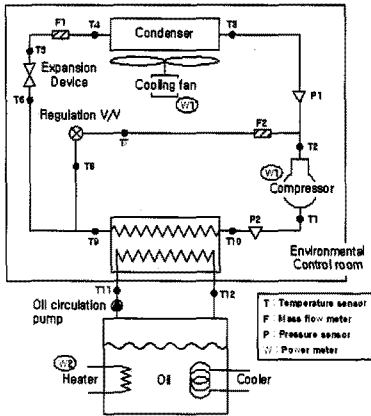 F1
T4
Condenser
T3
T5
Expansion
Device
Cooling fan
W1
T6
P1
Regulation V/V
F2
T2
T8
W1
Compressor
T1
P2
T9
T10
Environmental
Control room
T11
T12
Oil circulation
pump
T : Temperature sensor
F : Mass flow meter
P : Pressure sensor
W : Power meter
W2
Heater
Oil
Cooler